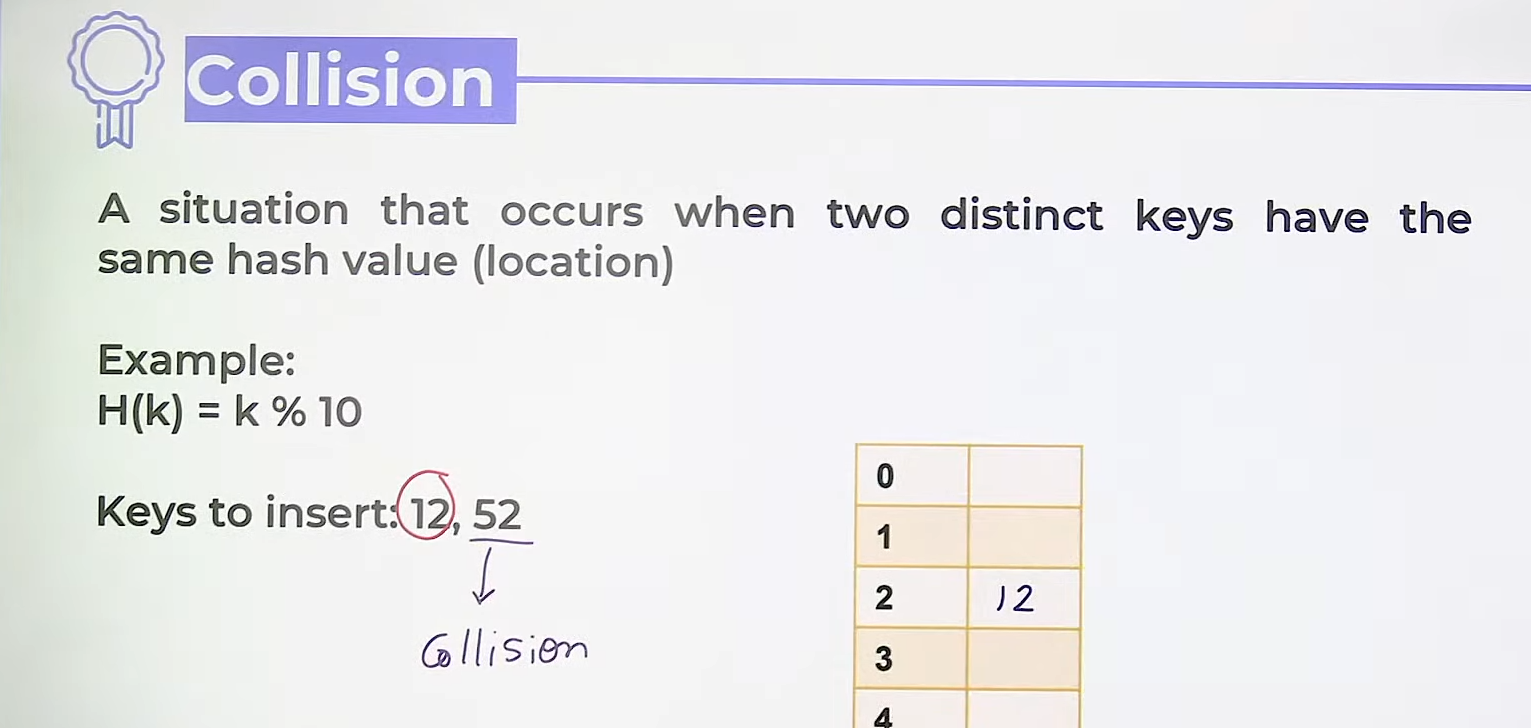 Collision
A situation that occurs when two distinct keys have the
same hash value (location)
Example:
H(k) = k % 10
Keys to insert: 12, 52
Collision
0
1
2 12
3
4